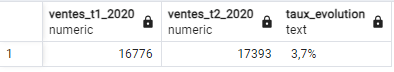 ventes_t1_2020 ventes_t2_2020 taux_evolution
numeric numeric text
1 16776 17393 3,7%